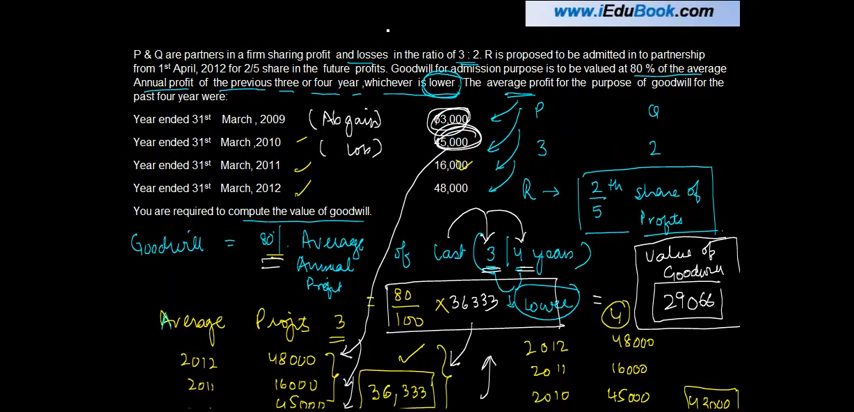 www.iEduBook.com
P & Q are partners in a firm sharing profit and losses in the ratio of 3 : 2. R is proposed to be admitted in to partnership
from 1st April, 2012 for 2/5 share in the future profits. Goodwill for admission purpose is to be valued at 80 % of the average
Annual profit of the previous three or four year ,whichever is lower. The average profit for the purpose of goodwill for the
past four year were:
Year ended 31st March, 2009 (Ab gain) 63,000 P Q
Year ended 31st March,2010 (Loss) 45,000
Year ended 31st March, 2011 16,000 3 2
Year ended 31st March, 2012 48,000 R → 2/5 th share of Profits
You are required to compute the value of goodwill.
Goodwill = 80% Average Annual Profit of Last (3 | 4 years)
= 80/100 × 36333 Lower =
Value of Goodwill
29066
Average Profit 3 4
2012 48000 2012 48000
2011 16000 36,333 2011 16000
45000 2010 45000
43000